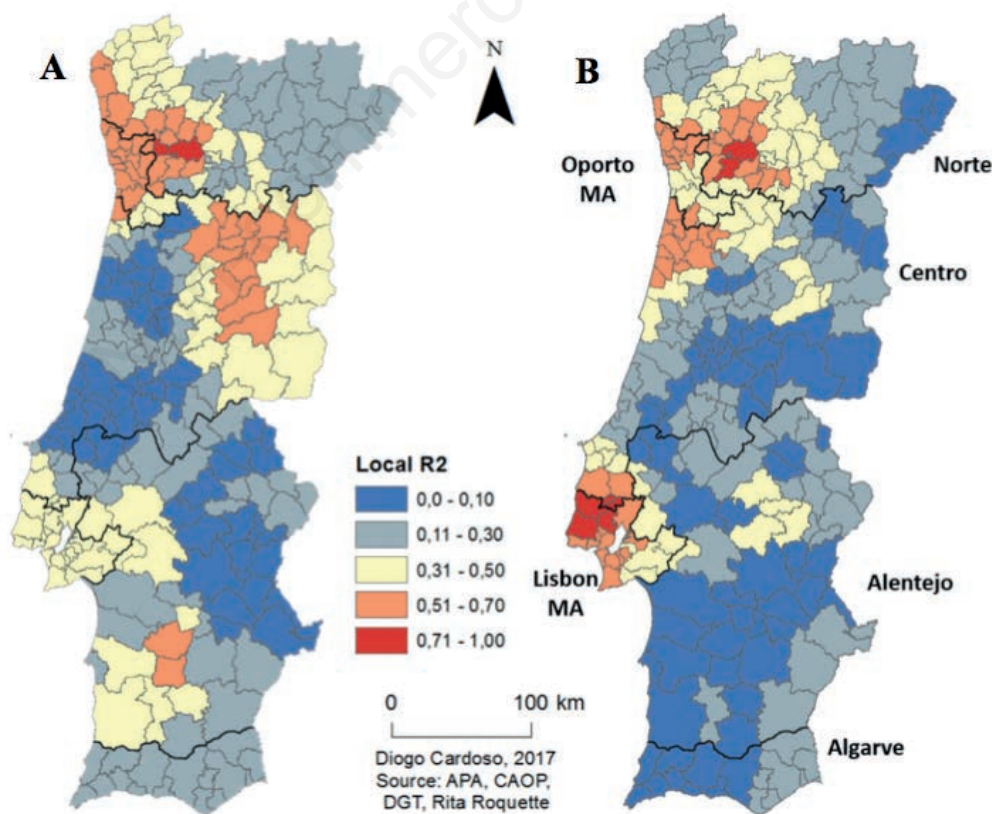 A
N
B
Oporto
MA
Norte
Centro
Local R2
0,0 - 0,10
0,11 - 0,30
0,31 - 0,50
0,51 - 0,70
0,71 - 1,00
Lisbon
MA
Alentejo
0 100 km
Algarve
Diogo Cardoso, 2017
Source: APA, CAOP,
DGT, Rita Roquette